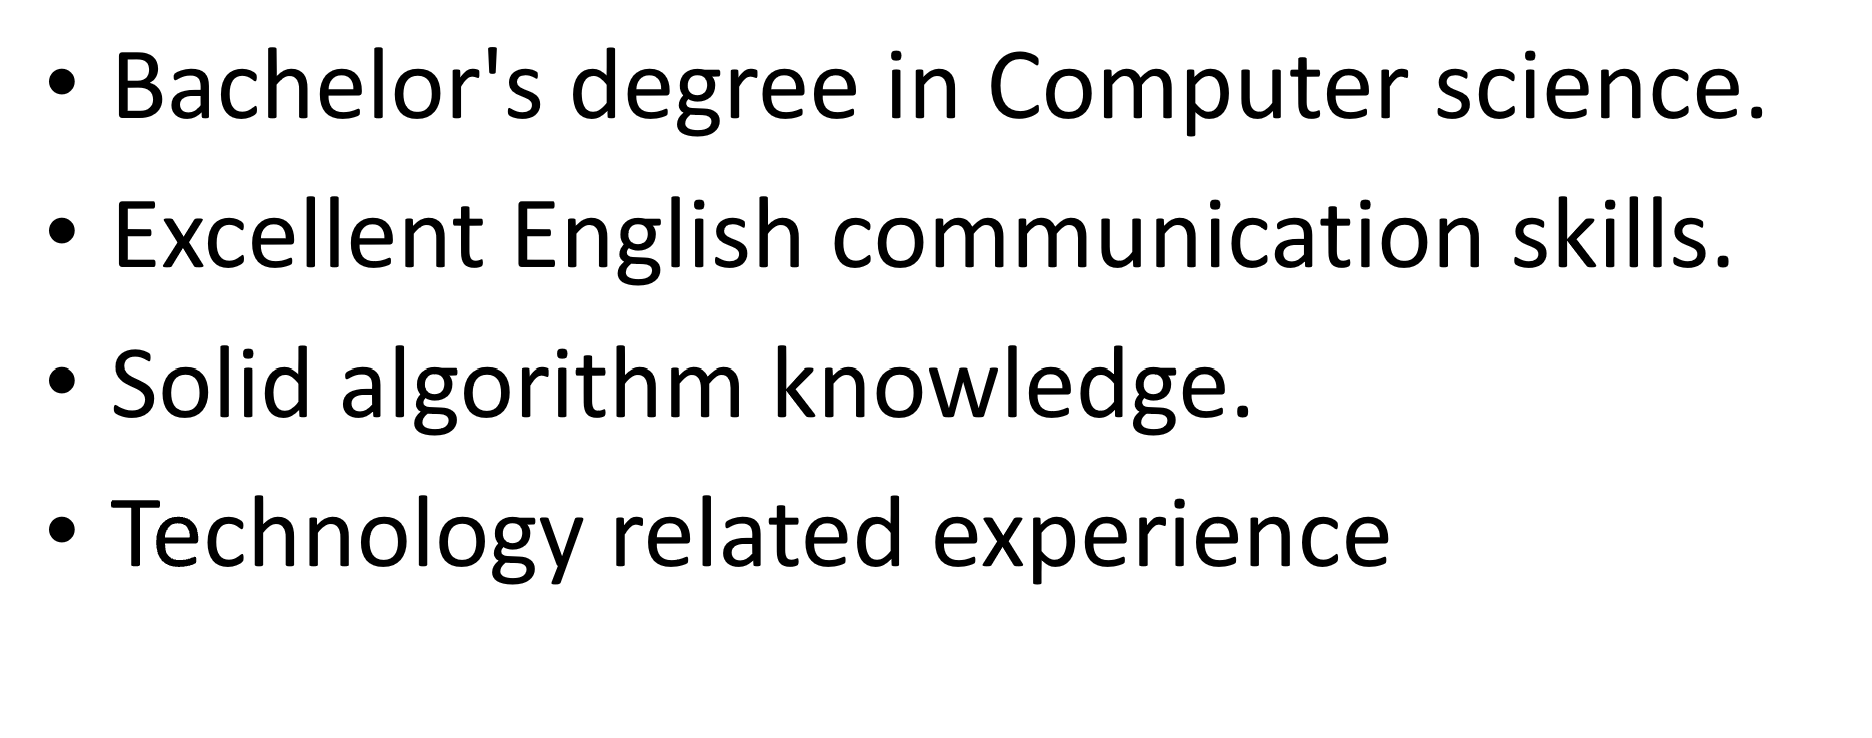 • Bachelor's degree in Computer science.
• Excellent English communication skills.
• Solid algorithm knowledge.
• Technology related experience